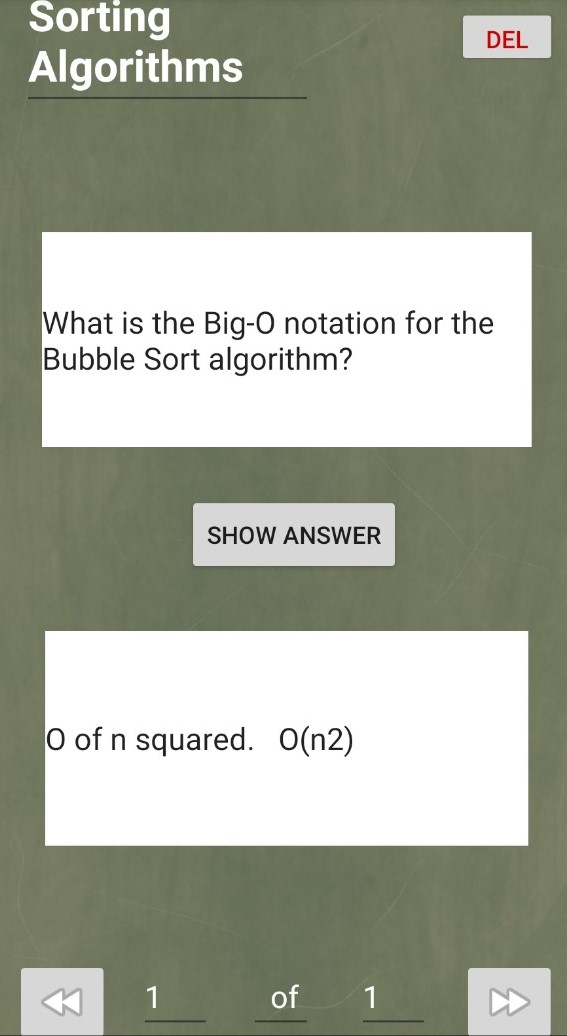 Sorting
Algorithms
DEL
What is the Big-O notation for the
Bubble Sort algorithm?
SHOW ANSWER
O of n squared.   O(n2)
1 of 1